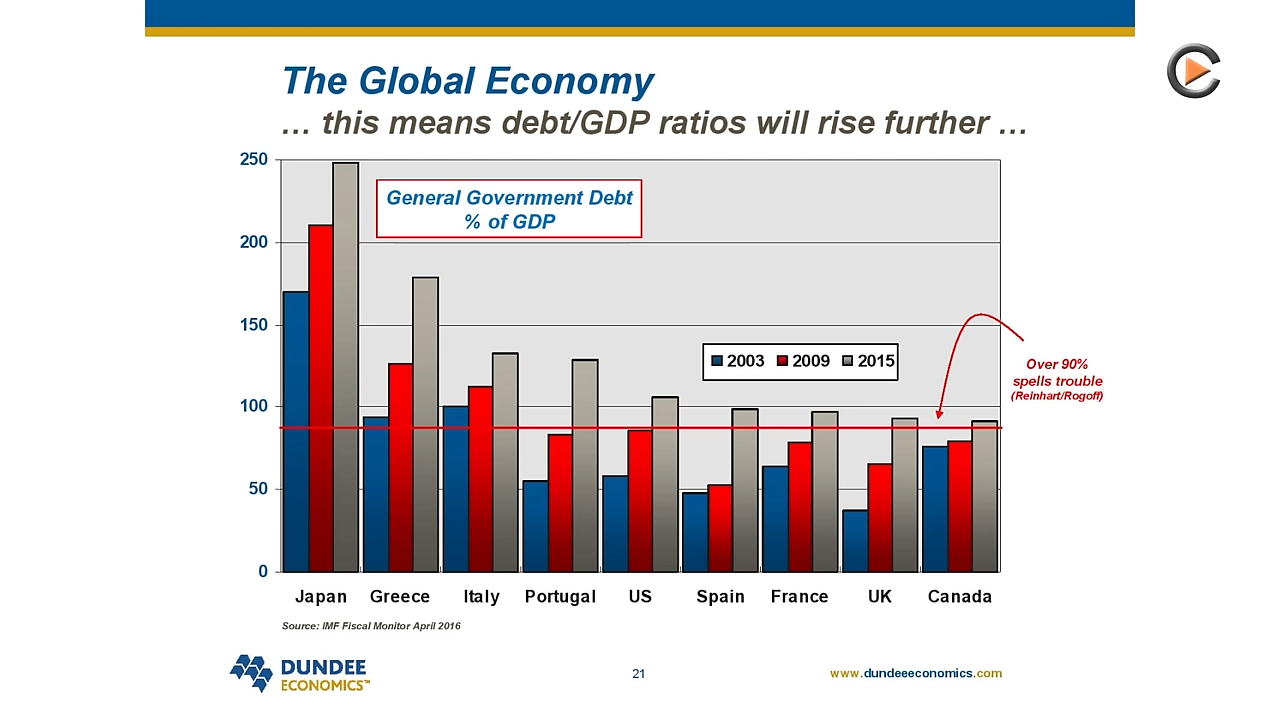 The Global Economy
… this means debt/GDP ratios will rise further …
250
200
150
100
50
0
General Government Debt
% of GDP
2003 2009 2015
Over 90%
spells trouble
(Reinhart/Rogoff)
Japan Greece Italy Portugal US Spain France UK Canada
Source: IMF Fiscal Monitor April 2016
DUNDEE
ECONOMICS™
21
www.dundeeeconomics.com